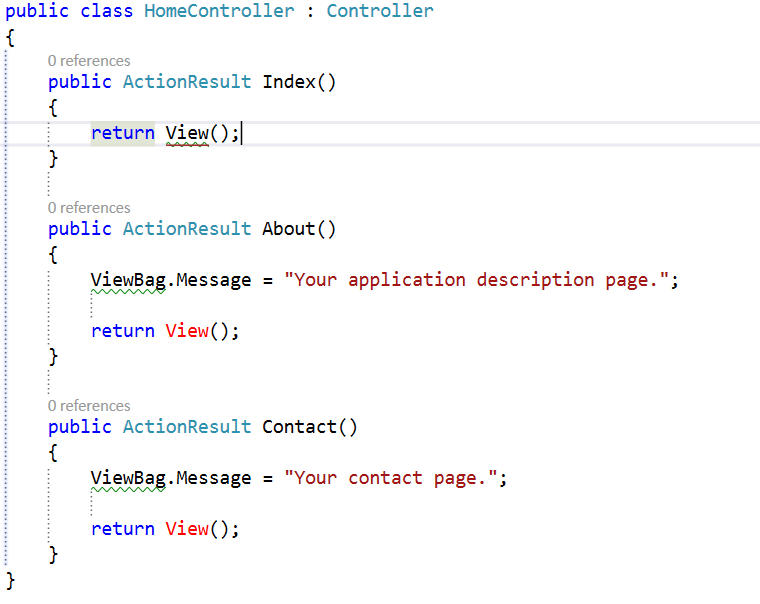 public class HomeController : Controller
{
0 references
public ActionResult Index()
{
return View();
}
0 references
public ActionResult About()
{
ViewBag.Message = "Your application description page.";
return View();
}
0 references
public ActionResult Contact()
{
ViewBag.Message = "Your contact page.";
return View();
}
}